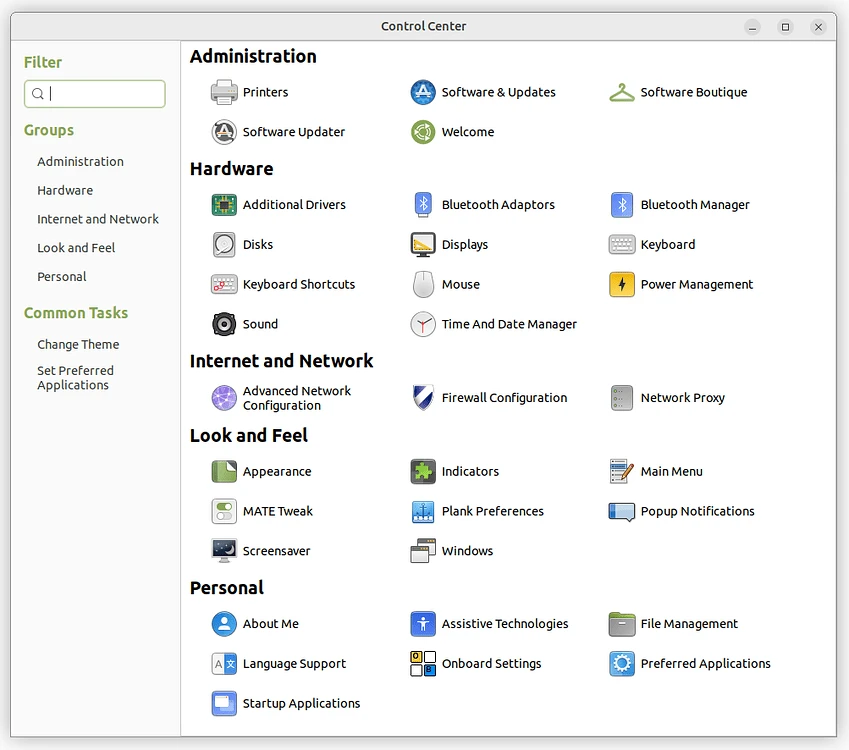 Control Center
Filter
Groups
Administration
Hardware
Internet and Network
Look and Feel
Personal
Common Tasks
Change Theme
Set Preferred
Applications
Administration
Printers
Software & Updates
Software Boutique
Software Updater
Welcome
Hardware
Additional Drivers
Bluetooth Adaptors
Bluetooth Manager
Disks
Displays
Keyboard
Keyboard Shortcuts
Mouse
Power Management
Sound
Time And Date Manager
Internet and Network
Advanced Network
Configuration
Firewall Configuration
Network Proxy
Look and Feel
Appearance
Indicators
Main Menu
MATE Tweak
Plank Preferences
Popup Notifications
Screensaver
Windows
Personal
About Me
Assistive Technologies
File Management
Language Support
Onboard Settings
Preferred Applications
Startup Applications